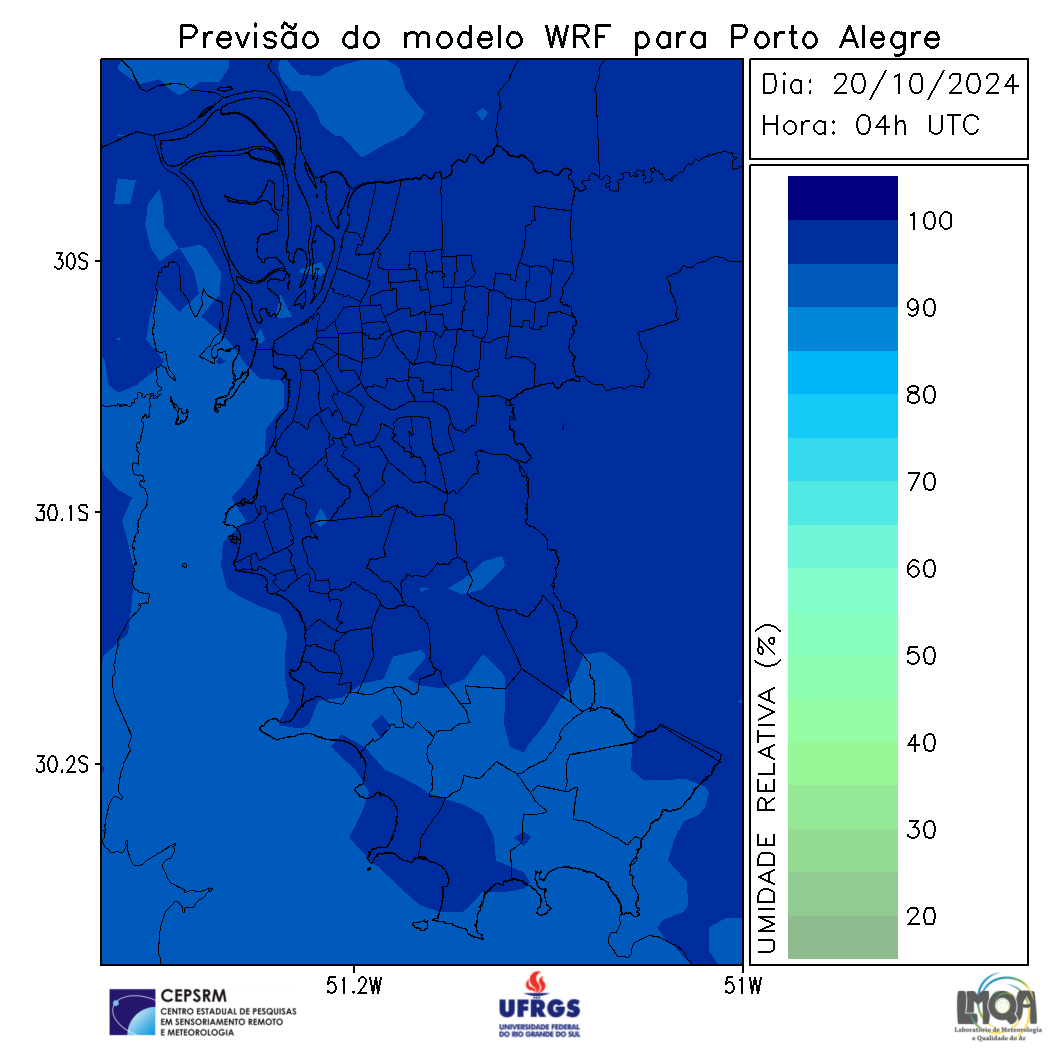 Previsão do modelo WRF para Porto Alegre
Dia: 20/10/2024
Hora: 04h UTC
100
90
80
70
60
50
40
30
20
UMIDADE RELATIVA (%)
30S
30.1S
30.2S
51.2W
51W
CEPSRM
CENTRO ESTADUAL DE PESQUISAS
EM SENSORIAMENTO REMOTO
E METEOROLOGIA
UFRGS
UNIVERSIDADE FEDERAL
DO RIO GRANDE DO SUL
LMQA
Laboratório de Meteorologia
e Qualidade do Ar